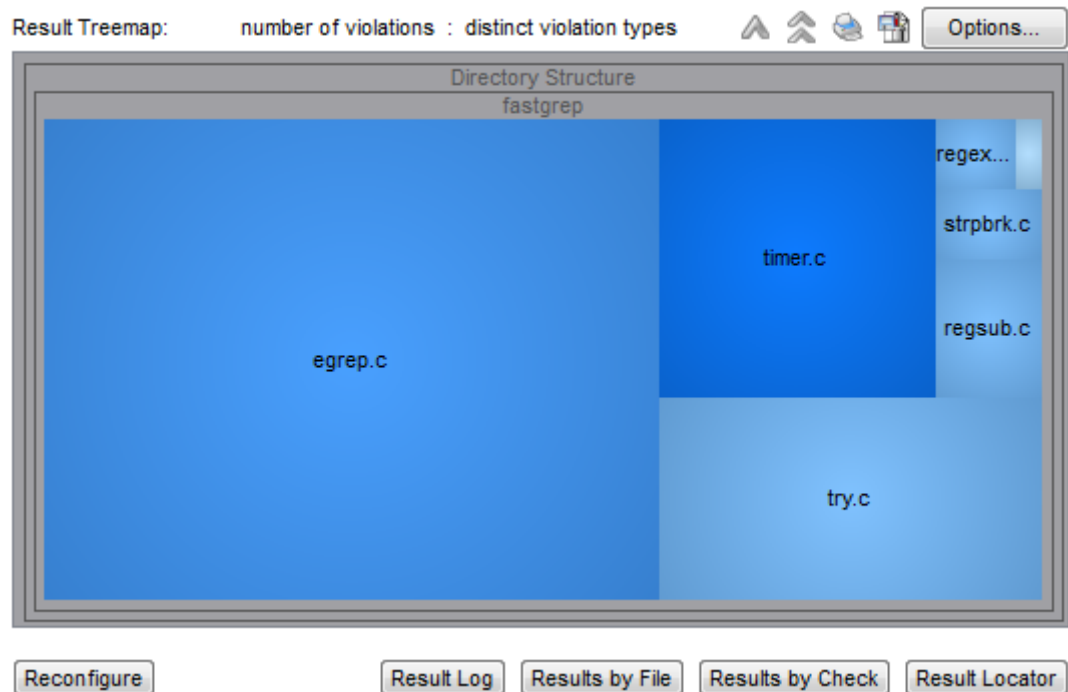 Result Treemap: number of violations : distinct violation types Options...
Directory Structure
fastgrep
regex...
strpbrk.c
timer.c
regsub.c
egrep.c
try.c
Reconfigure Result Log Results by File Results by Check Result Locator